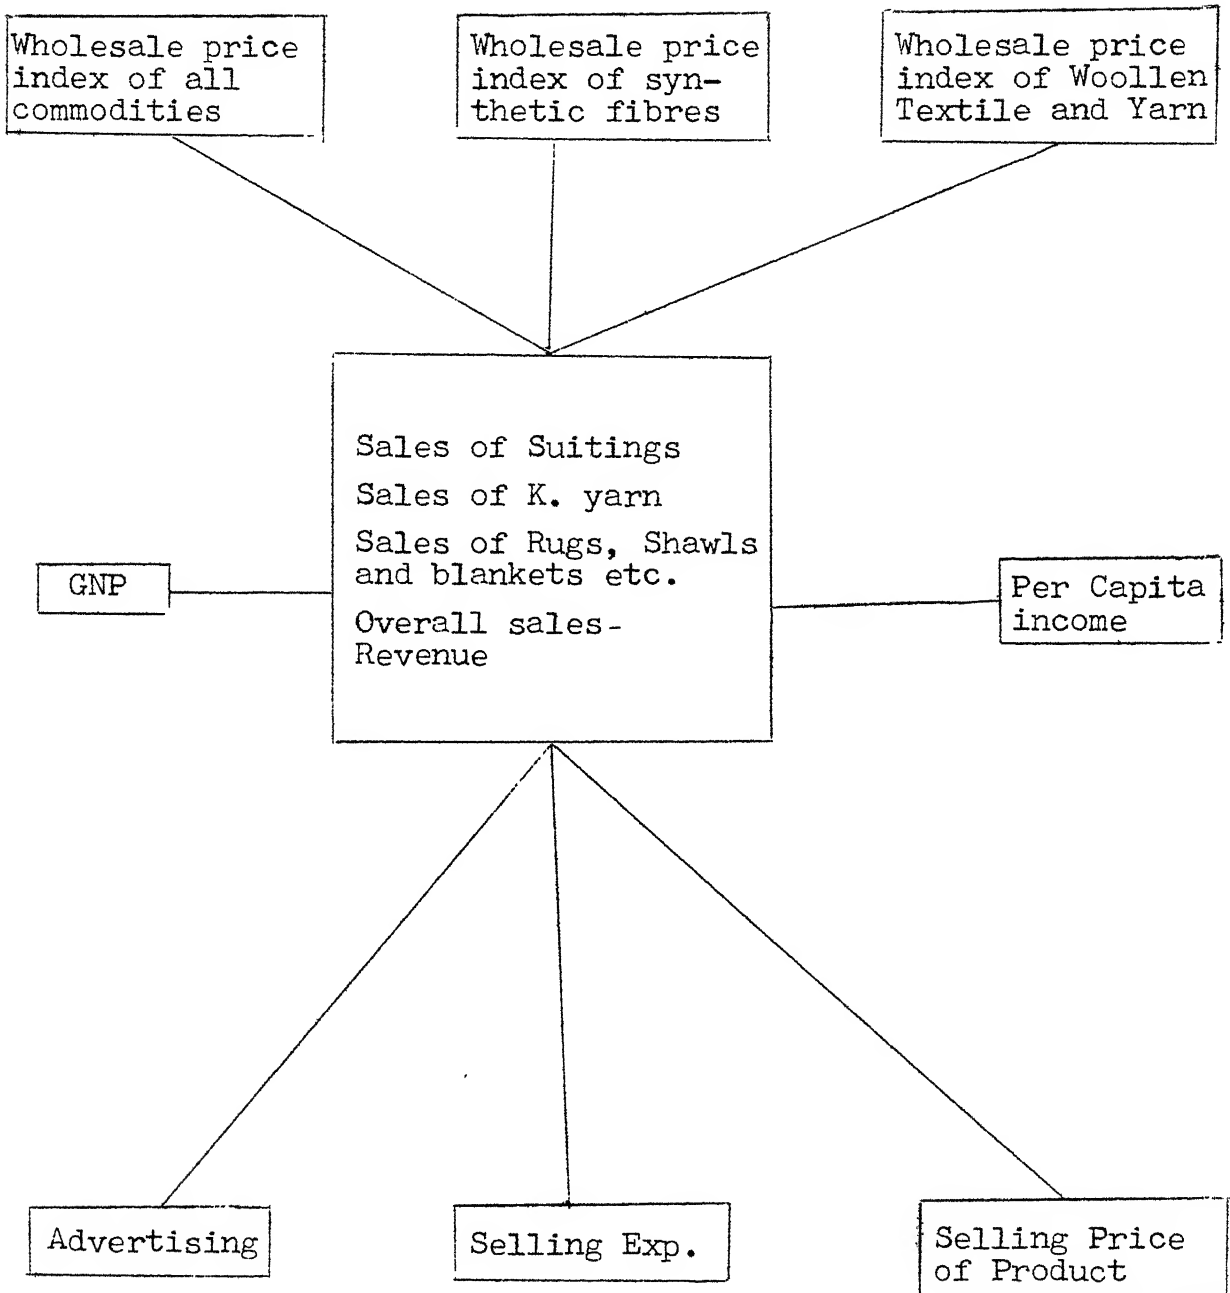 Wholesale price
index of all
commodities
Wholesale price
index of syn-
thetic fibres
Wholesale price
index of Woollen
Textile and Yarn
Sales of Suitings
Sales of K. yarn
Sales of Rugs, Shawls
and blankets etc.
Overall sales-
Revenue
GNP
Per Capita
income
Advertising
Selling Exp.
Selling Price
of Product